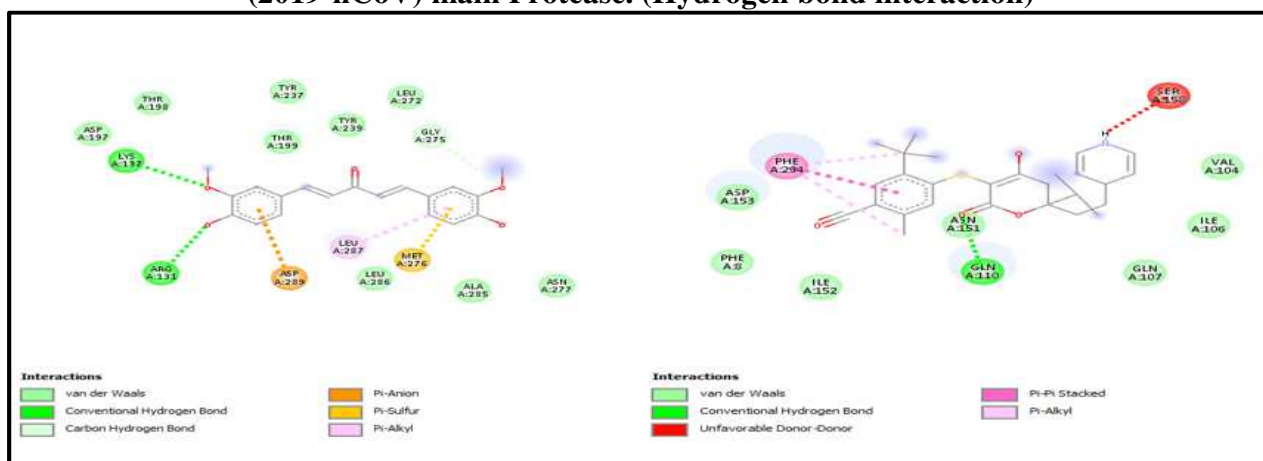 (2019-nCoV) main Protease. (Hydrogen bond interaction)
TYR
A:237
LEU
A:272
THR
A:198
TYR
A:239
ASP
A:197
THR
A:199
GLY
A:275
LYS
A:137
LEU
A:287
MET
A:276
ARG
A:131
ASP
A:289
LEU
A:286
ALA
A:285
ASN
A:277
Interactions
van der Waals
Conventional Hydrogen Bond
Carbon Hydrogen Bond
Pi-Anion
Pi-Sulfur
Pi-Alkyl
SER
A:158
H
PHE
A:294
VAL
A:104
ASP
A:153
ASN
A:151
ILE
A:106
PHE
A:8
GLN
A:110
GLN
A:107
ILE
A:152
Interactions
van der Waals
Conventional Hydrogen Bond
Unfavorable Donor-Donor
Pi-Pi Stacked
Pi-Alkyl